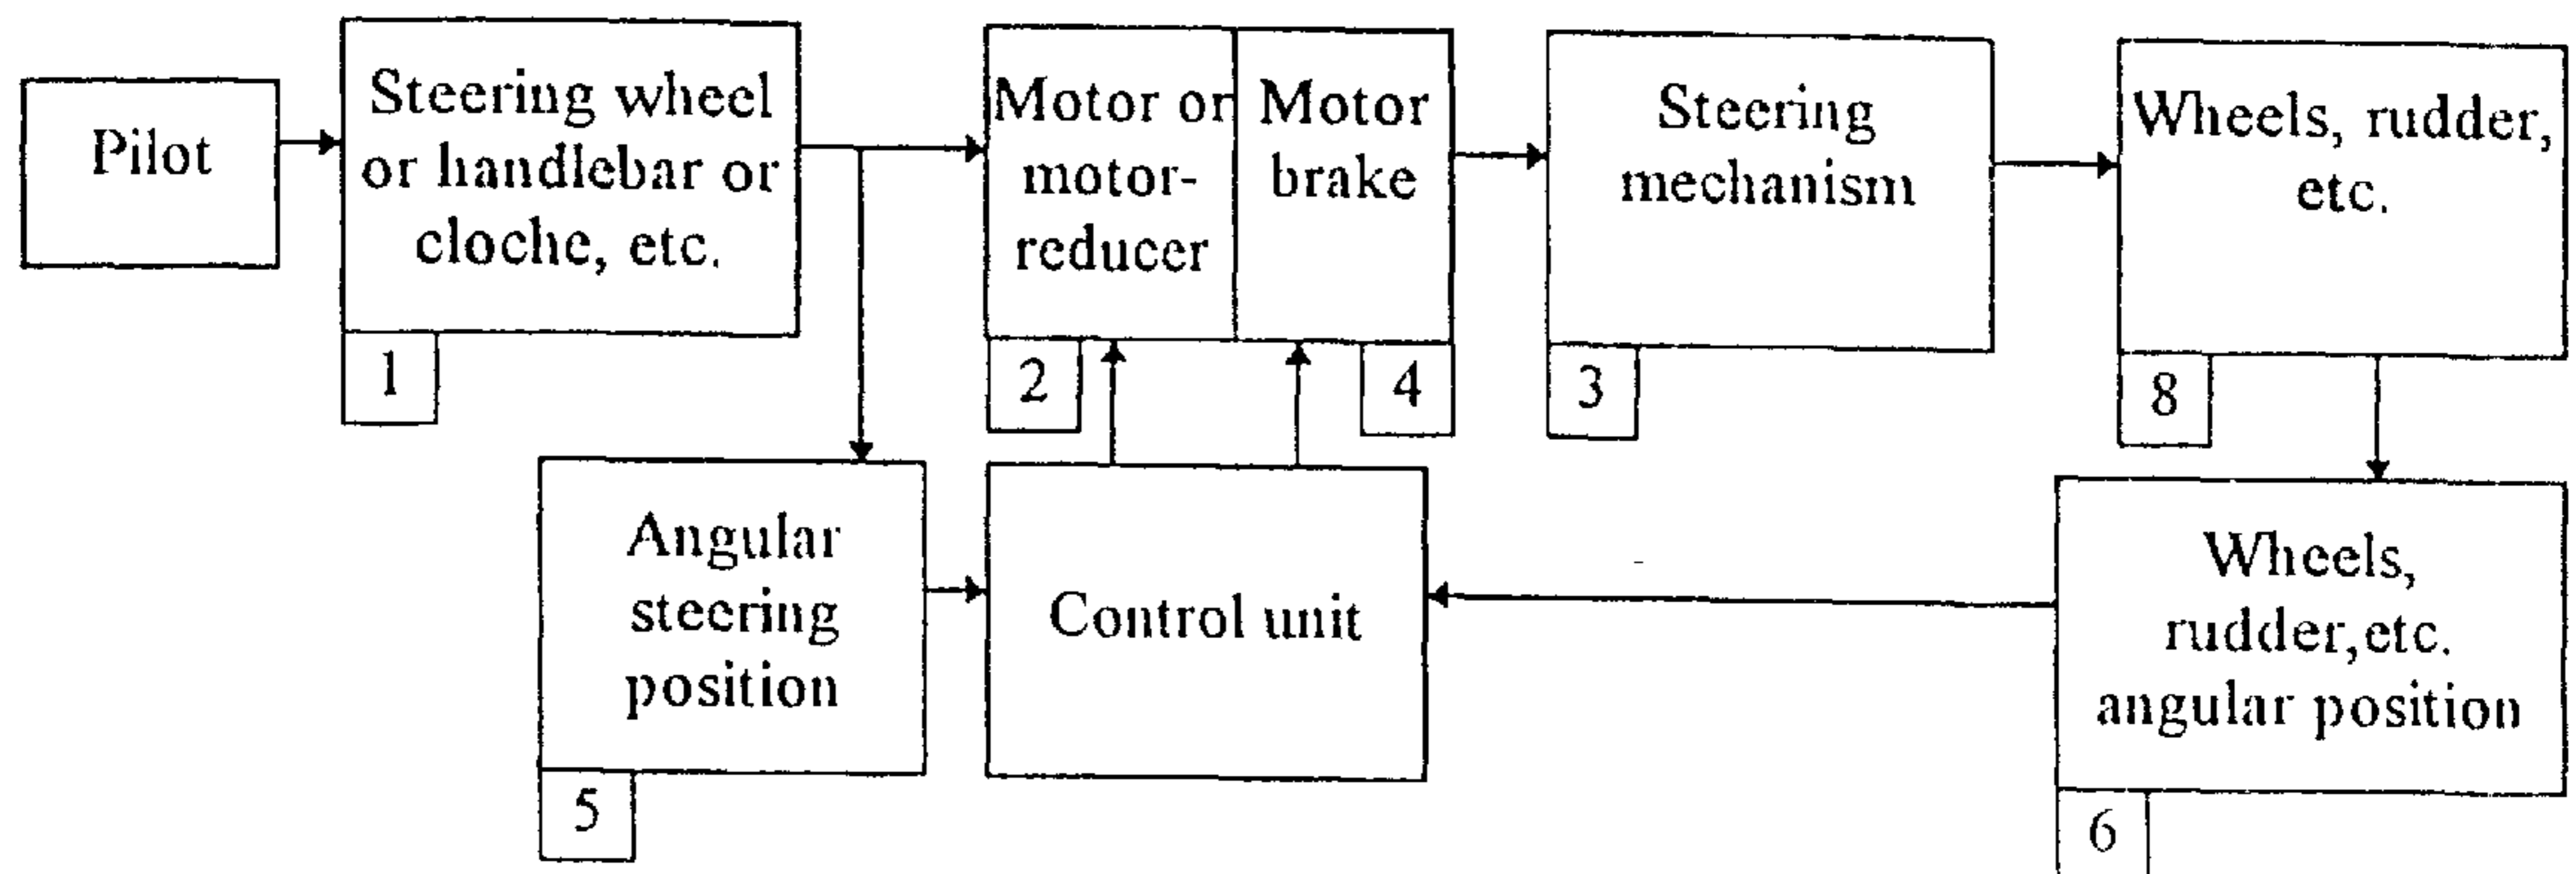 Pilot
Steering wheel
or handlebar or
cloche, etc.
1
Motor or
motor-
reducer
2
Motor
brake
4
Steering
mechanism
3
Wheels, rudder,
etc.
8
Angular
steering
position
5
Control unit
Wheels,
rudder,etc.
angular position
6